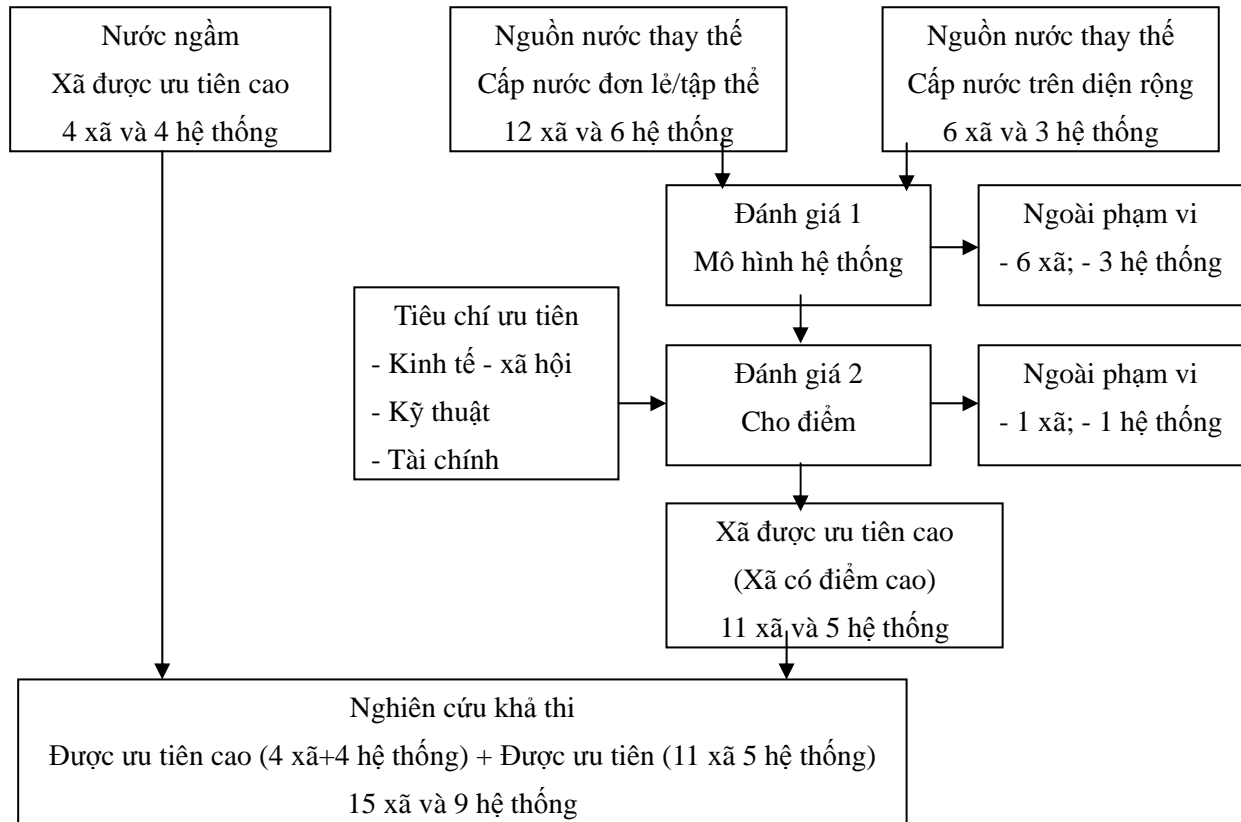 Nước ngầm
Xã được ưu tiên cao
4 xã và 4 hệ thống
Nguồn nước thay thế
Cấp nước đơn lẻ/tập thể
12 xã và 6 hệ thống
Nguồn nước thay thế
Cấp nước trên diện rộng
6 xã và 3 hệ thống
Đánh giá 1
Mô hình hệ thống
Ngoài phạm vi
- 6 xã; - 3 hệ thống
Tiêu chí ưu tiên
- Kinh tế - xã hội
- Kỹ thuật
- Tài chính
Đánh giá 2
Cho điểm
Ngoài phạm vi
- 1 xã; - 1 hệ thống
Xã được ưu tiên cao
(Xã có điểm cao)
11 xã và 5 hệ thống
Nghiên cứu khả thi
Được ưu tiên cao (4 xã+4 hệ thống) + Được ưu tiên (11 xã 5 hệ thống)
15 xã và 9 hệ thống